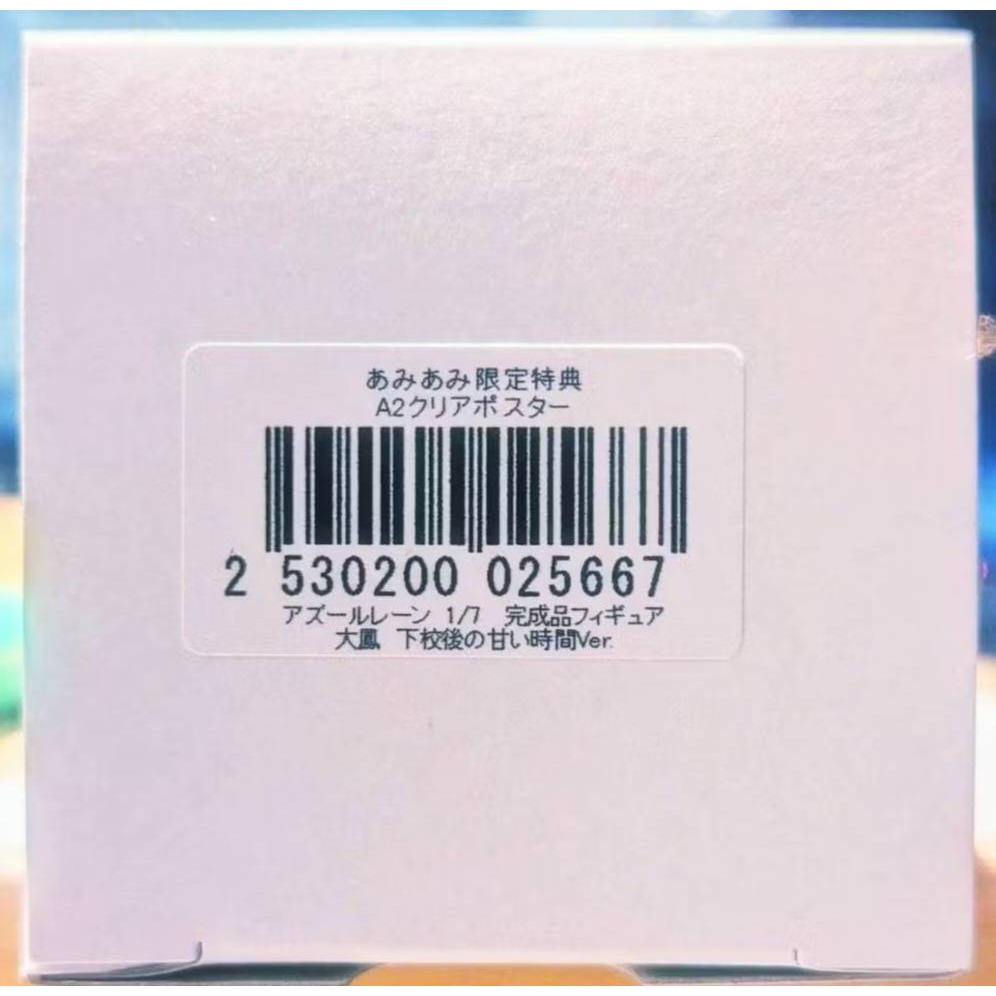 あみあみ限定特典
A2クリアポスター
2 530200 025667
アズールレーン 1/7 完成品フィギュア
大鳳 下校後の甘い時間Ver.